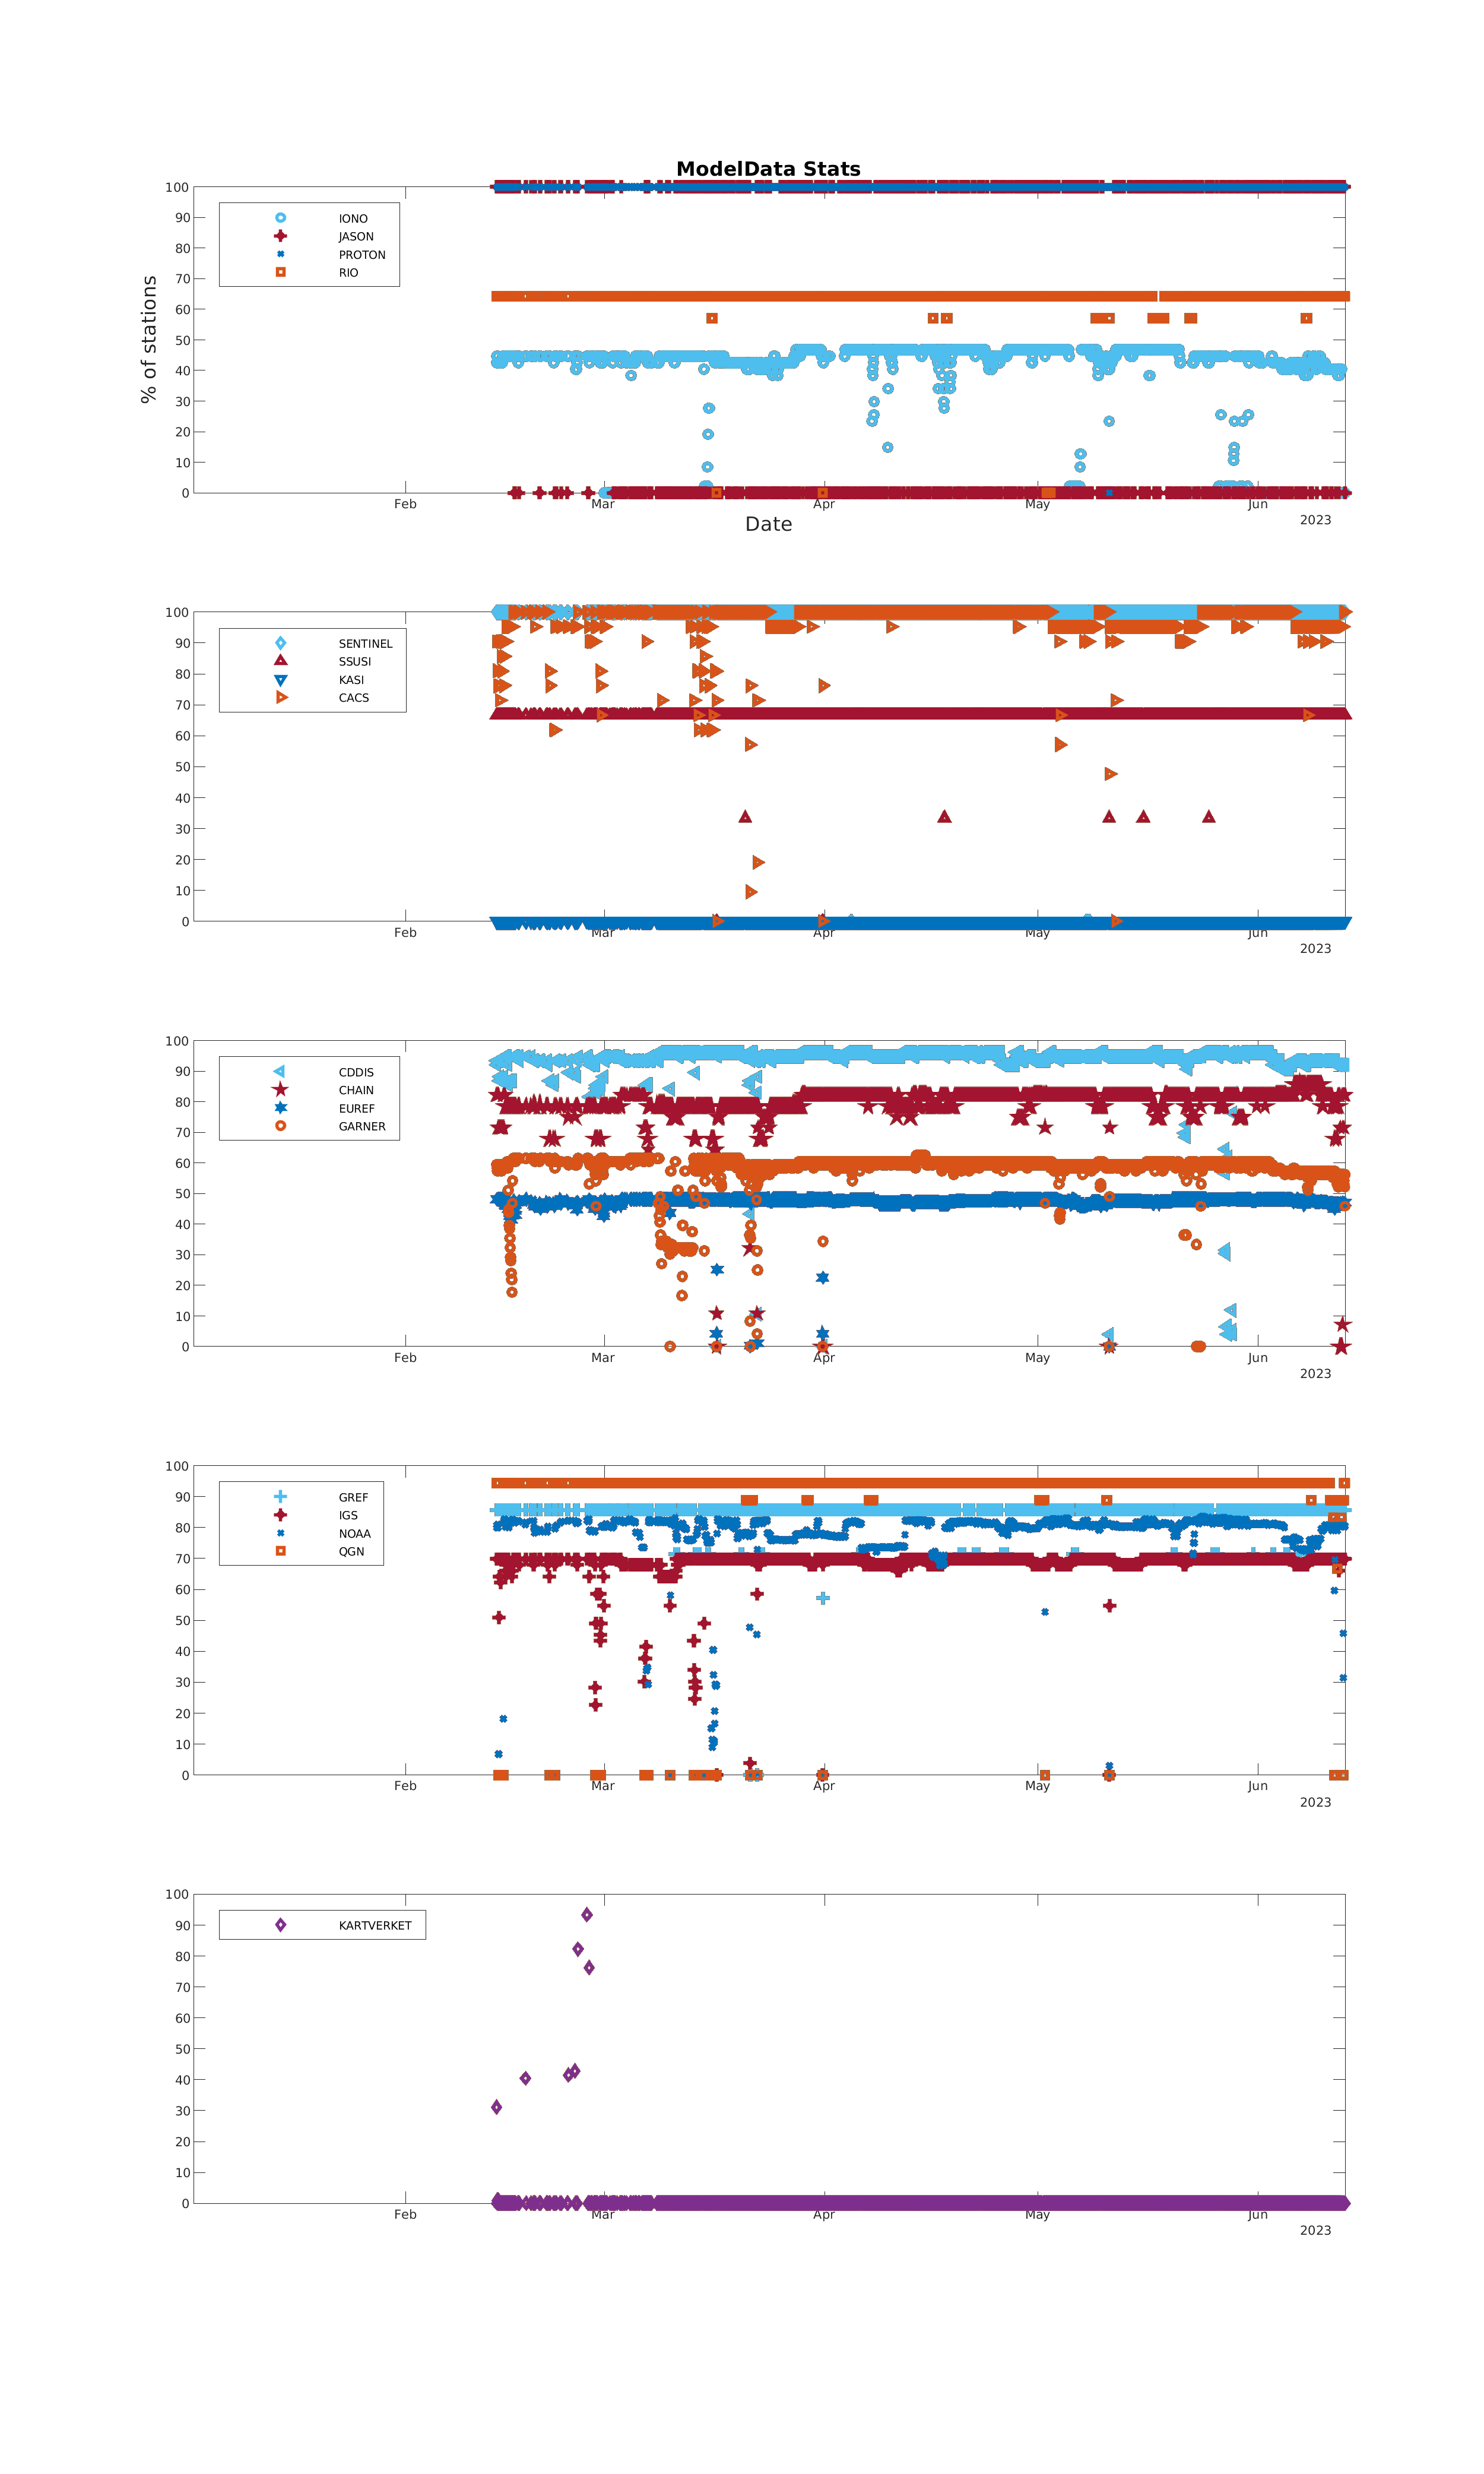 ModelData Stats
% of stations
100
90
80
70
60
50
40
30
20
10
0
IONO
JASON
PROTON
RIO
Feb Mar Apr May Jun
2023
Date
100
90
80
70
60
50
40
30
20
10
0
SENTINEL
SSUSI
KASI
CACS
Feb Mar Apr May Jun
2023
100
90
80
70
60
50
40
30
20
10
0
CDDIS
CHAIN
EUREF
GARNER
Feb Mar Apr May Jun
2023
100
90
80
70
60
50
40
30
20
10
0
GREF
IGS
NOAA
QGN
Feb Mar Apr May Jun
2023
100
90
80
70
60
50
40
30
20
10
0
KARTVERKET
Feb Mar Apr May Jun
2023